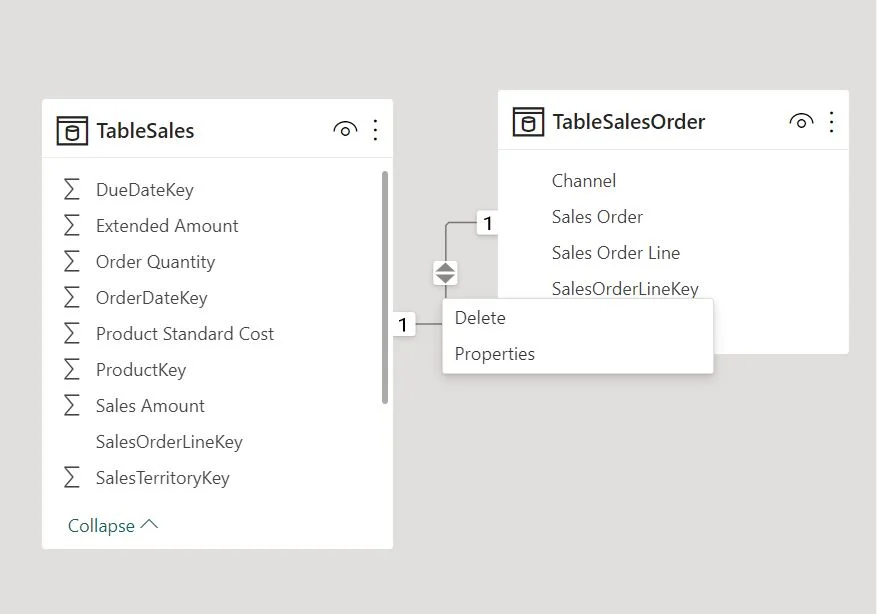 TableSales
DueDateKey
Extended Amount
Order Quantity
OrderDateKey
Product Standard Cost
ProductKey
Sales Amount
SalesOrderLineKey
SalesTerritoryKey
Collapse
1
1
TableSalesOrder
Channel
Sales Order
Sales Order Line
SalesOrderLineKey
Delete
Properties